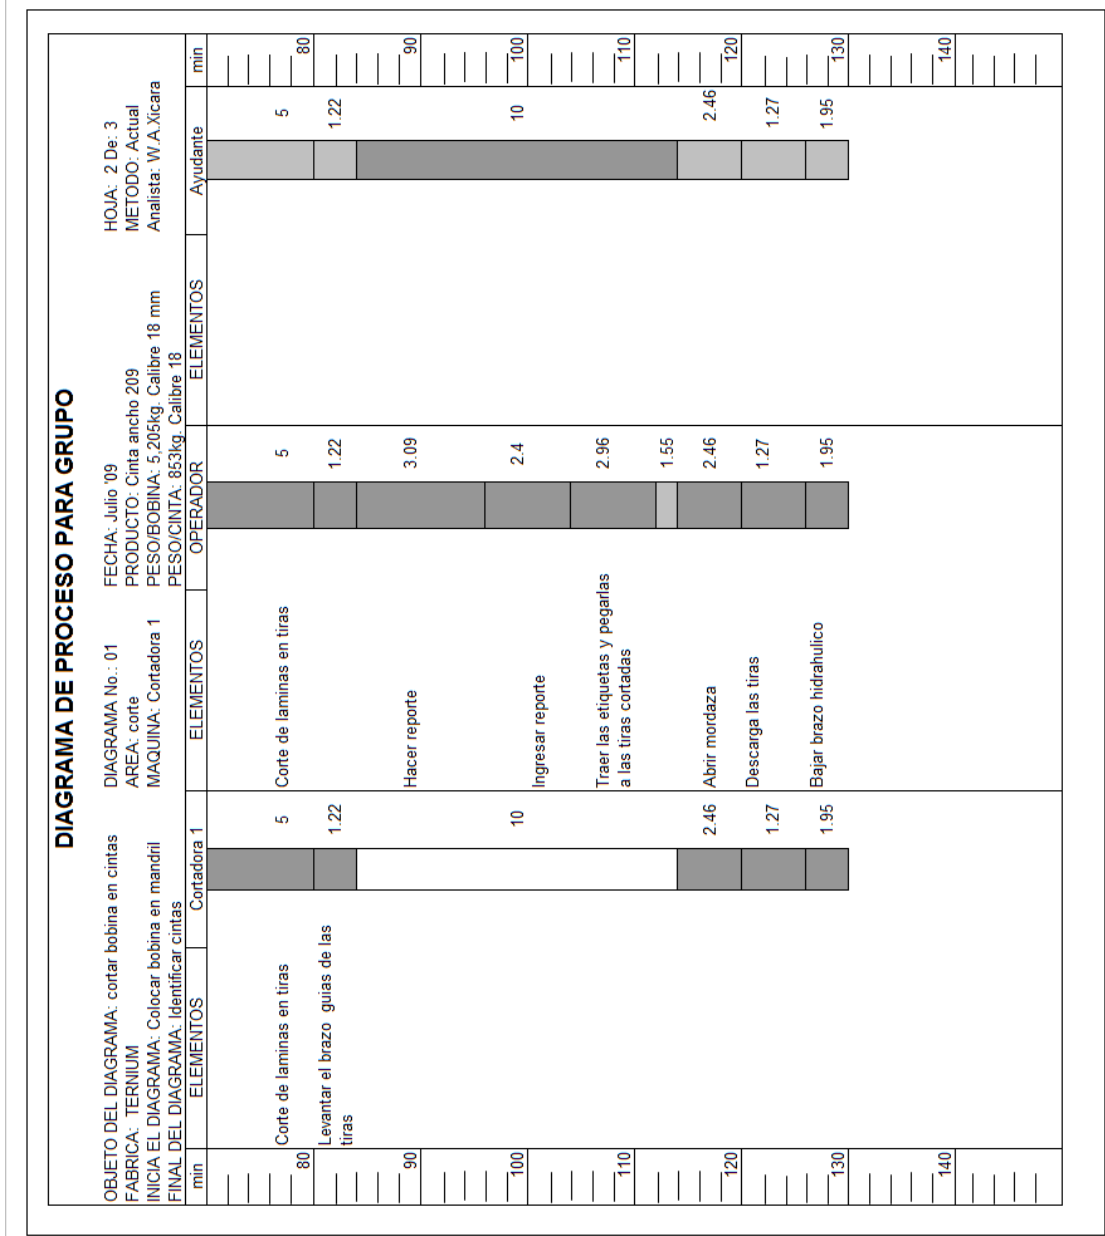 DIAGRAMA DE PROCESO PARA GRUPO
OBJETO DEL DIAGRAMA: cortar bobina en cintas
FABRICA: TERNIUM
INICIA EL DIAGRAMA: Colocar bobina en mandril
FINAL DEL DIAGRAMA: Identificar cintas
DIAGRAMA No.: 01
AREA: corte
MAQUINA: Cortadora 1
FECHA: Julio '09
PRODUCTO: Cinta ancho 209
PESO/BOBINA: 5,205kg. Calibre 18 mm
PESO/CINTA: 853kg. Calibre 18
HOJA: 2 De: 3
METODO: Actual
Analista: W.A.Xicara
min
ELEMENTOS
Cortadora 1
ELEMENTOS
OPERADOR
ELEMENTOS
Ayudante
min
80
90
100
110
120
130
140
Corte de laminas en tiras
Levantar el brazo guias de las
tiras
5
1.22
10
2.46
1.27
1.95
Corte de laminas en tiras
Hacer reporte
Ingresar reporte
Traer las etiquetas y pegarlas
a las tiras cortadas
Abrir mordaza
Descarga las tiras
Bajar brazo hidrahulico
5
1.22
3.09
2.4
2.96
1.55
2.46
1.27
1.95
5
1.22
10
2.46
1.27
1.95
80
90
100
110
120
130
140